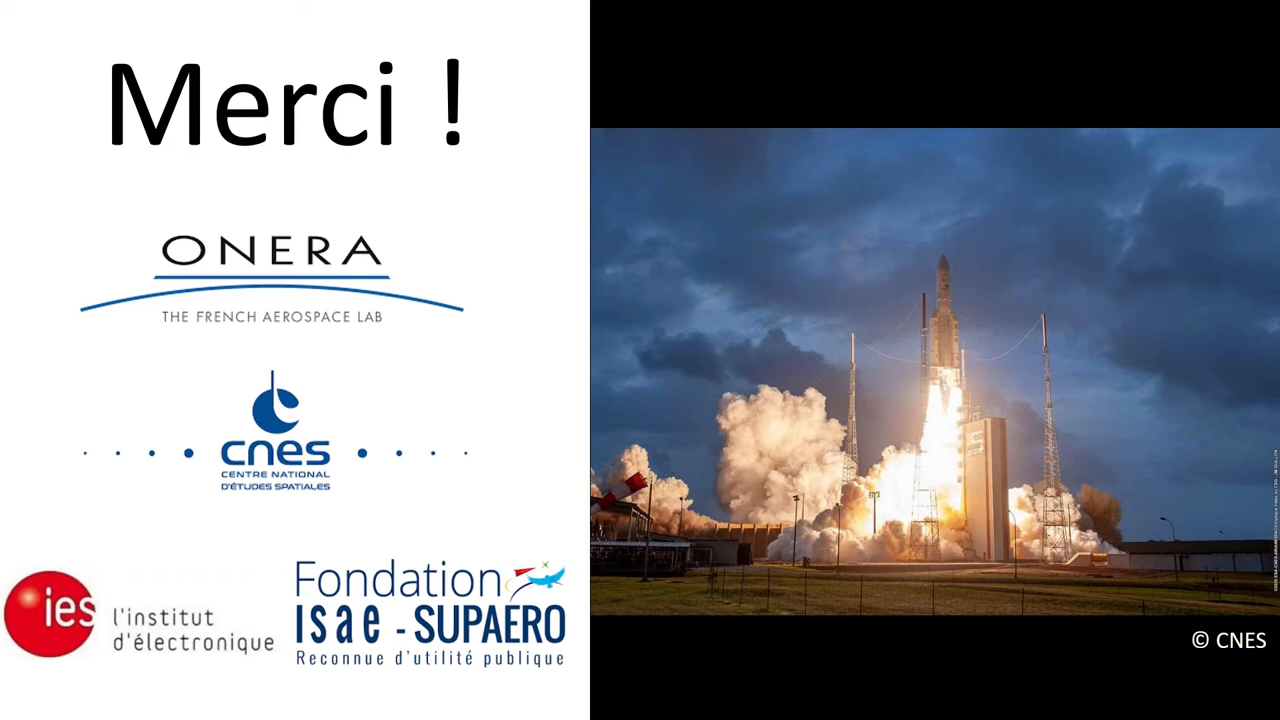 Merci !
ONERA
THE FRENCH AEROSPACE LAB
cnes
CENTRE NATIONAL
D'ÉTUDES SPATIALES
ies
l'institut
d'électronique
Fondation
isae - SUPAERO
Reconnue d'utilité publique
© CNES